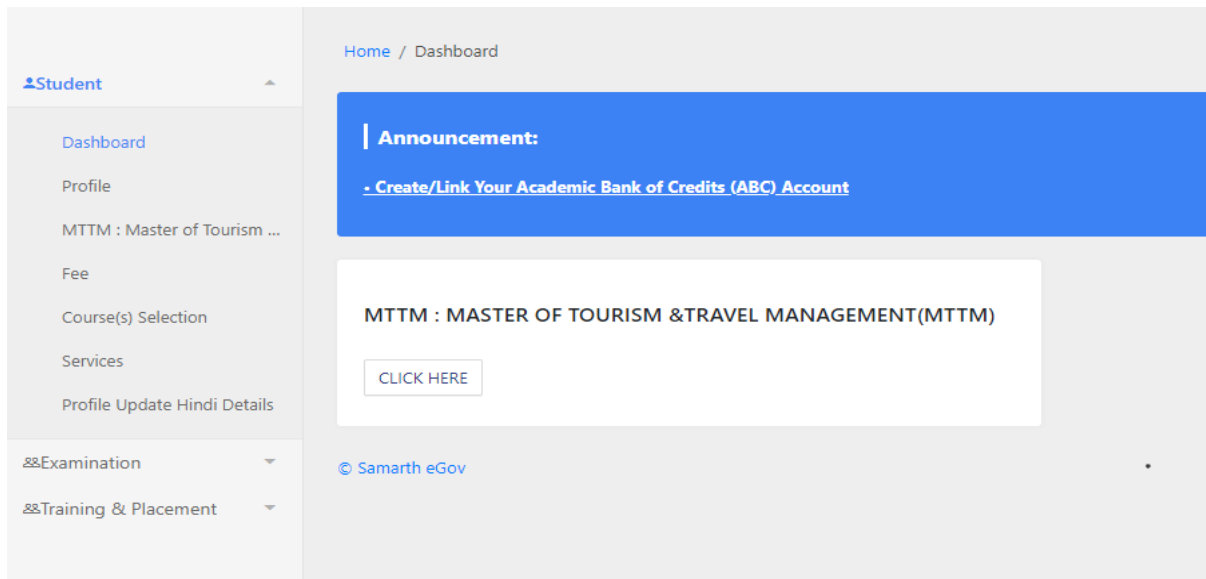 Student
Dashboard
Profile
MTTM : Master of Tourism ...
Fee
Course(s) Selection
Services
Profile Update Hindi Details
Examination
Training & Placement
Home / Dashboard
Announcement:
- Create/Link Your Academic Bank of Credits (ABC) Account
MTTM : MASTER OF TOURISM &TRAVEL MANAGEMENT(MTTM)
CLICK HERE
© Samarth eGov